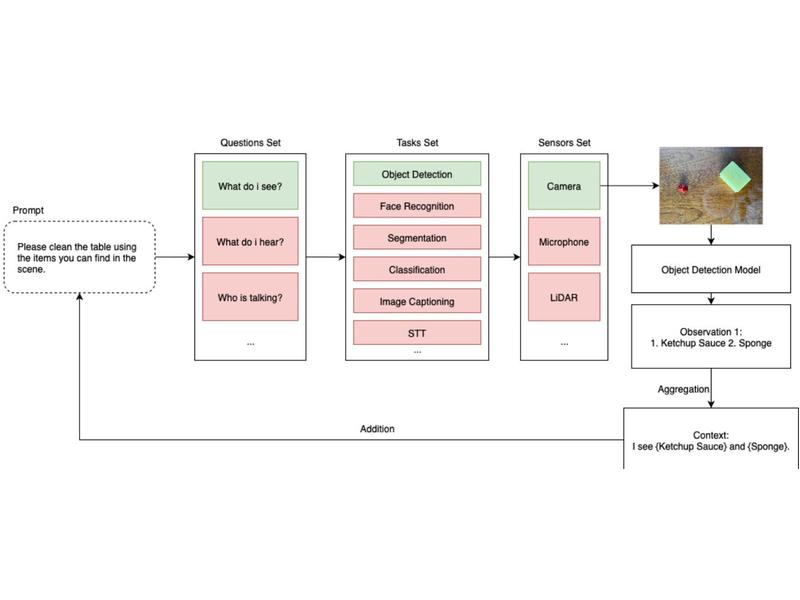 Questions Set
Tasks Set
Sensors Set
Prompt
Please clean the table using
the items you can find in the
scene.
What do i see?
What do i hear?
Who is talking?
...
Object Detection
Face Recognition
Segmentation
Classification
Image Captioning
STT
...
Camera
Microphone
LiDAR
...
Object Detection Model
Observation 1:
1. Ketchup Sauce 2. Sponge
Aggregation
Context:
I see {Ketchup Sauce} and {Sponge}.
Addition